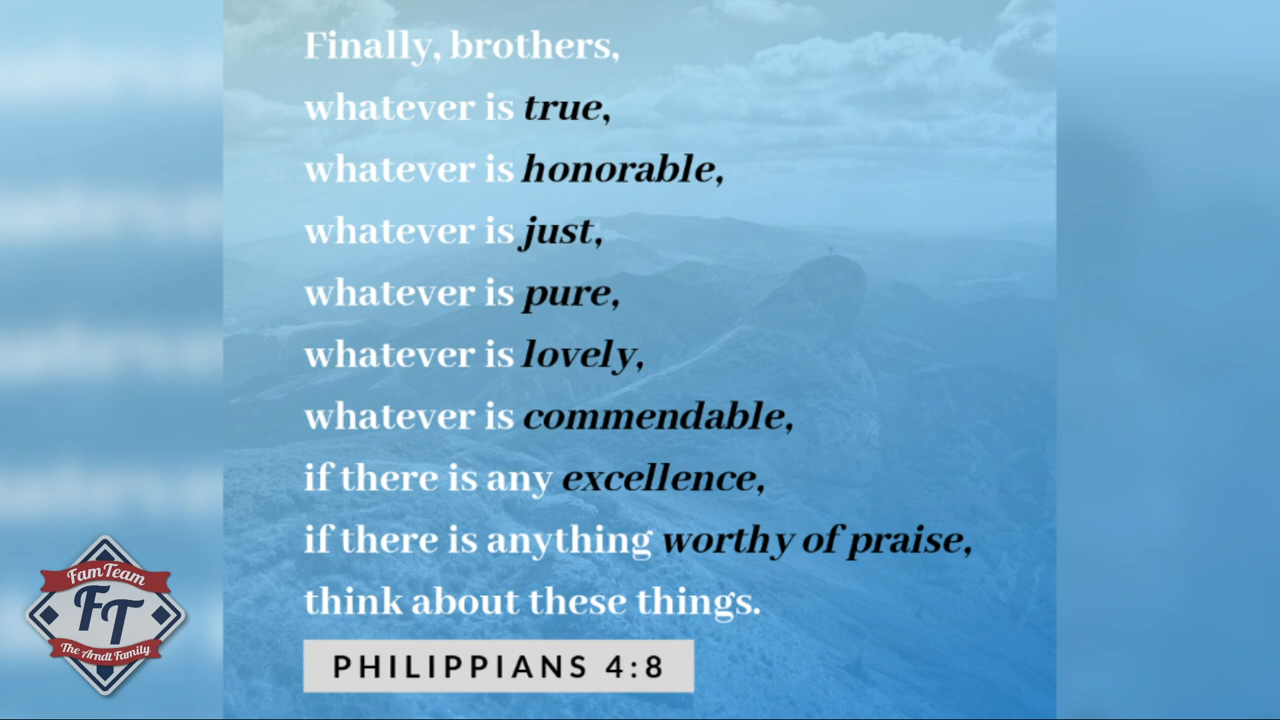 Finally, brothers,
whatever is true,
whatever is honorable,
whatever is just,
whatever is pure,
whatever is lovely,
whatever is commendable,
if there is any excellence,
if there is anything worthy of praise,
think about these things.
PHILIPPIANS 4:8
FamTeam
FT
The Arndt Family